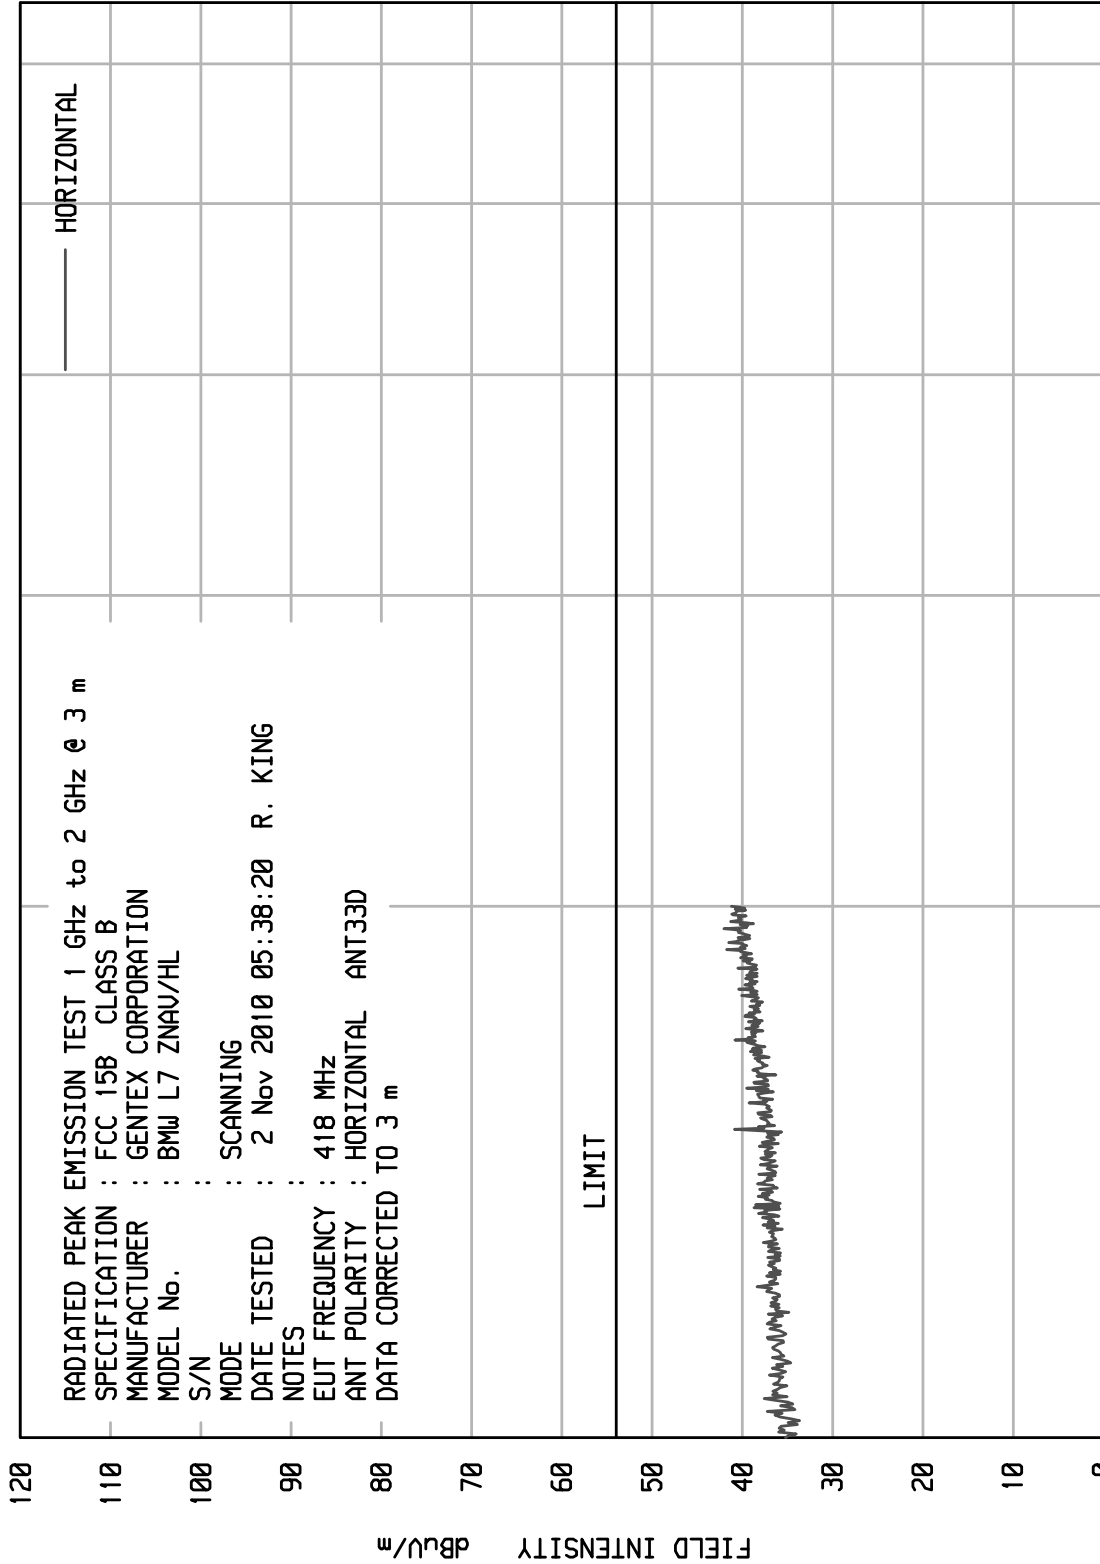 HORIZONTAL
RADIATED PEAK EMISSION TEST 1 GHz to 2 GHz @ 3 m
SPECIFICATION : FCC 15B CLASS B
MANUFACTURER : GENTEX CORPORATION
MODEL No. : BMW L7 ZNAV/HL
S/N :
MODE : SCANNING
DATE TESTED : 2 Nov 2010 05:38:20 R. KING
NOTES :
EUT FREQUENCY : 418 MHz
ANT POLARITY : HORIZONTAL ANT33D
DATA CORRECTED TO 3 m
LIMIT
120
110
100
90
80
70
60
50
40
30
20
10
FIELD INTENSITY dBuV/m